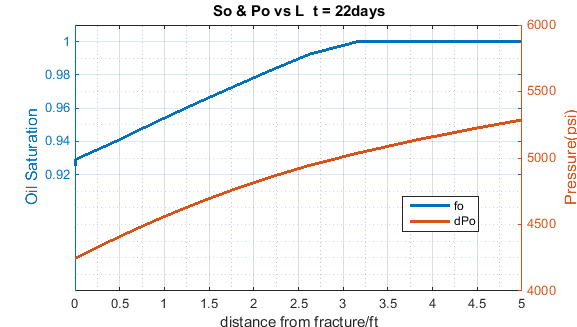 So & Po vs L  t = 22days
1
0.98
0.96
0.94
0.92
Oil Saturation
6000
5500
5000
4500
4000
Pressure(psi)
fo
dPo
0 0.5 1 1.5 2 2.5 3 3.5 4 4.5 5
distance from fracture/ft